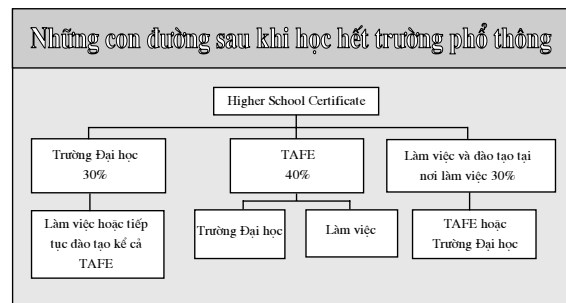 Những con đường sau khi học hết trường phổ thông
Higher School Certificate
Trường Đại học
30%
TAFE
40%
Làm việc và đào tạo tại
nơi làm việc 30%
Làm việc hoặc tiếp
tục đào tạo kể cả
TAFE
Trường Đại học
Làm việc
TAFE hoặc
Trường Đại học